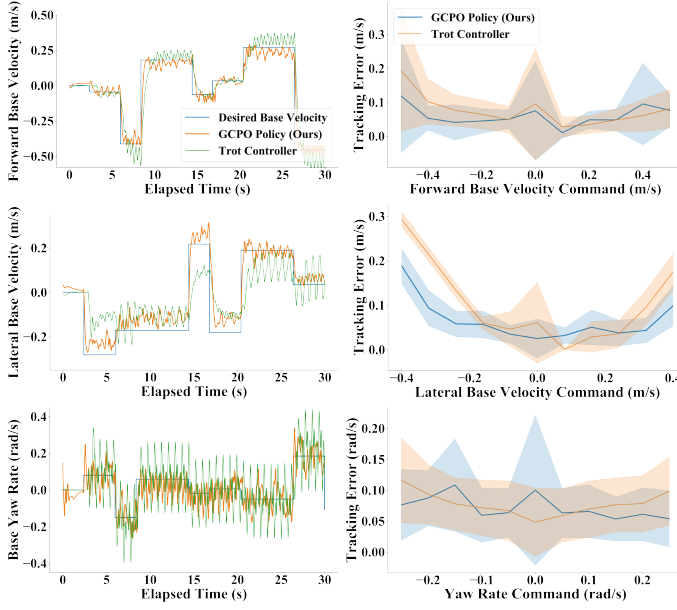 Forward Base Velocity (m/s)
0.50
0.25
0.00
−0.25
−0.50
Desired Base Velocity
GCPO Policy (Ours)
Trot Controller
0 5 10 15 20 25 30
Elapsed Time (s)
Tracking Error (m/s)
0.3
0.2
0.1
0.0
GCPO Policy (Ours)
Trot Controller
−0.4 −0.2 0.0 0.2 0.4
Forward Base Velocity Command (m/s)
Lateral Base Velocity (m/s)
0.2
0.0
−0.2
0 5 10 15 20 25 30
Elapsed Time (s)
Tracking Error (m/s)
0.3
0.2
0.1
0.0
−0.4 −0.2 0.0 0.2 0.4
Lateral Base Velocity Command (m/s)
Base Yaw Rate (rad/s)
0.4
0.2
0.0
−0.2
−0.4
0 5 10 15 20 25 30
Elapsed Time (s)
Tracking Error (rad/s)
0.20
0.15
0.10
0.05
0.00
−0.2 −0.1 0.0 0.1 0.2
Yaw Rate Command (rad/s)